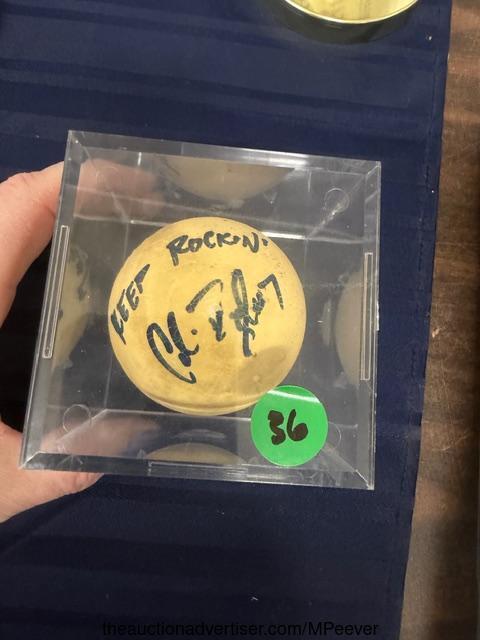 KEEP ROCKIN'
36
theauctionadvertiser.com/MPeever